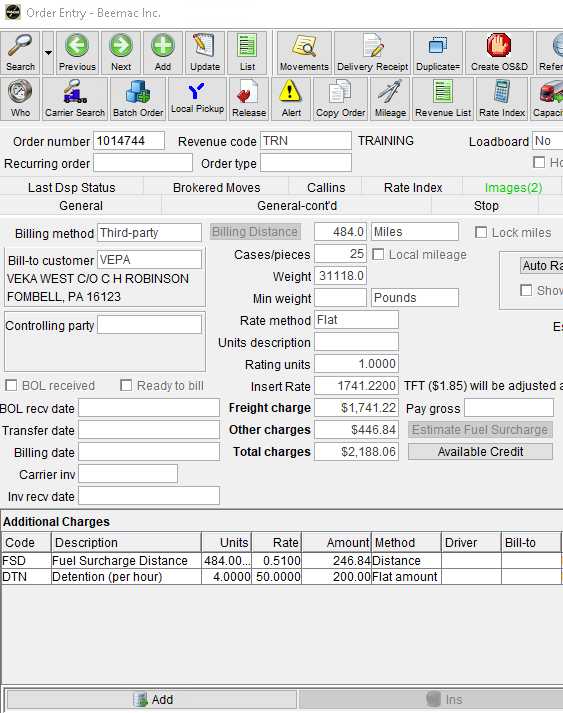 Order Entry - Beemac Inc.
Search Previous Next Add Update List Movements Delivery Receipt Duplicate= Create OS&D
Who Carrier Search Batch Order Local Pickup Release Alert Copy Order Mileage Revenue List Rate Index
Order number 1014744 Revenue code TRN TRAINING Loadboard No
Recurring order Order type
Last Dsp Status Brokered Moves Callins Rate Index Images(2)
General General-cont'd Stop
Billing method Third-party Billing Distance 484.0 Miles Lock miles
Bill-to customer VEPA Cases/pieces 25 Local mileage
VEKA WEST C/O C H ROBINSON Weight 31118.0 Auto Ra
FOMBELL, PA 16123 Min weight Pounds Show
Controlling party Rate method Flat
Units description
Rating units 1.0000
BOL received Ready to bill Insert Rate 1741.2200 TFT ($1.85) will be adjusted a
BOL recv date Freight charge $1,741.22 Pay gross
Transfer date Other charges $446.84 Estimate Fuel Surcharge
Billing date Total charges $2,188.06 Available Credit
Carrier inv
Inv recv date
Additional Charges
Code Description Units Rate Amount Method Driver Bill-to
FSD Fuel Surcharge Distance 484.00... 0.5100 246.84 Distance
DTN Detention (per hour) 4.0000 50.0000 200.00 Flat amount
Add Ins